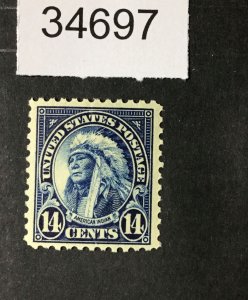 34697
UNITED STATES POSTAGE
AMERICAN INDIAN
14 CENTS 14